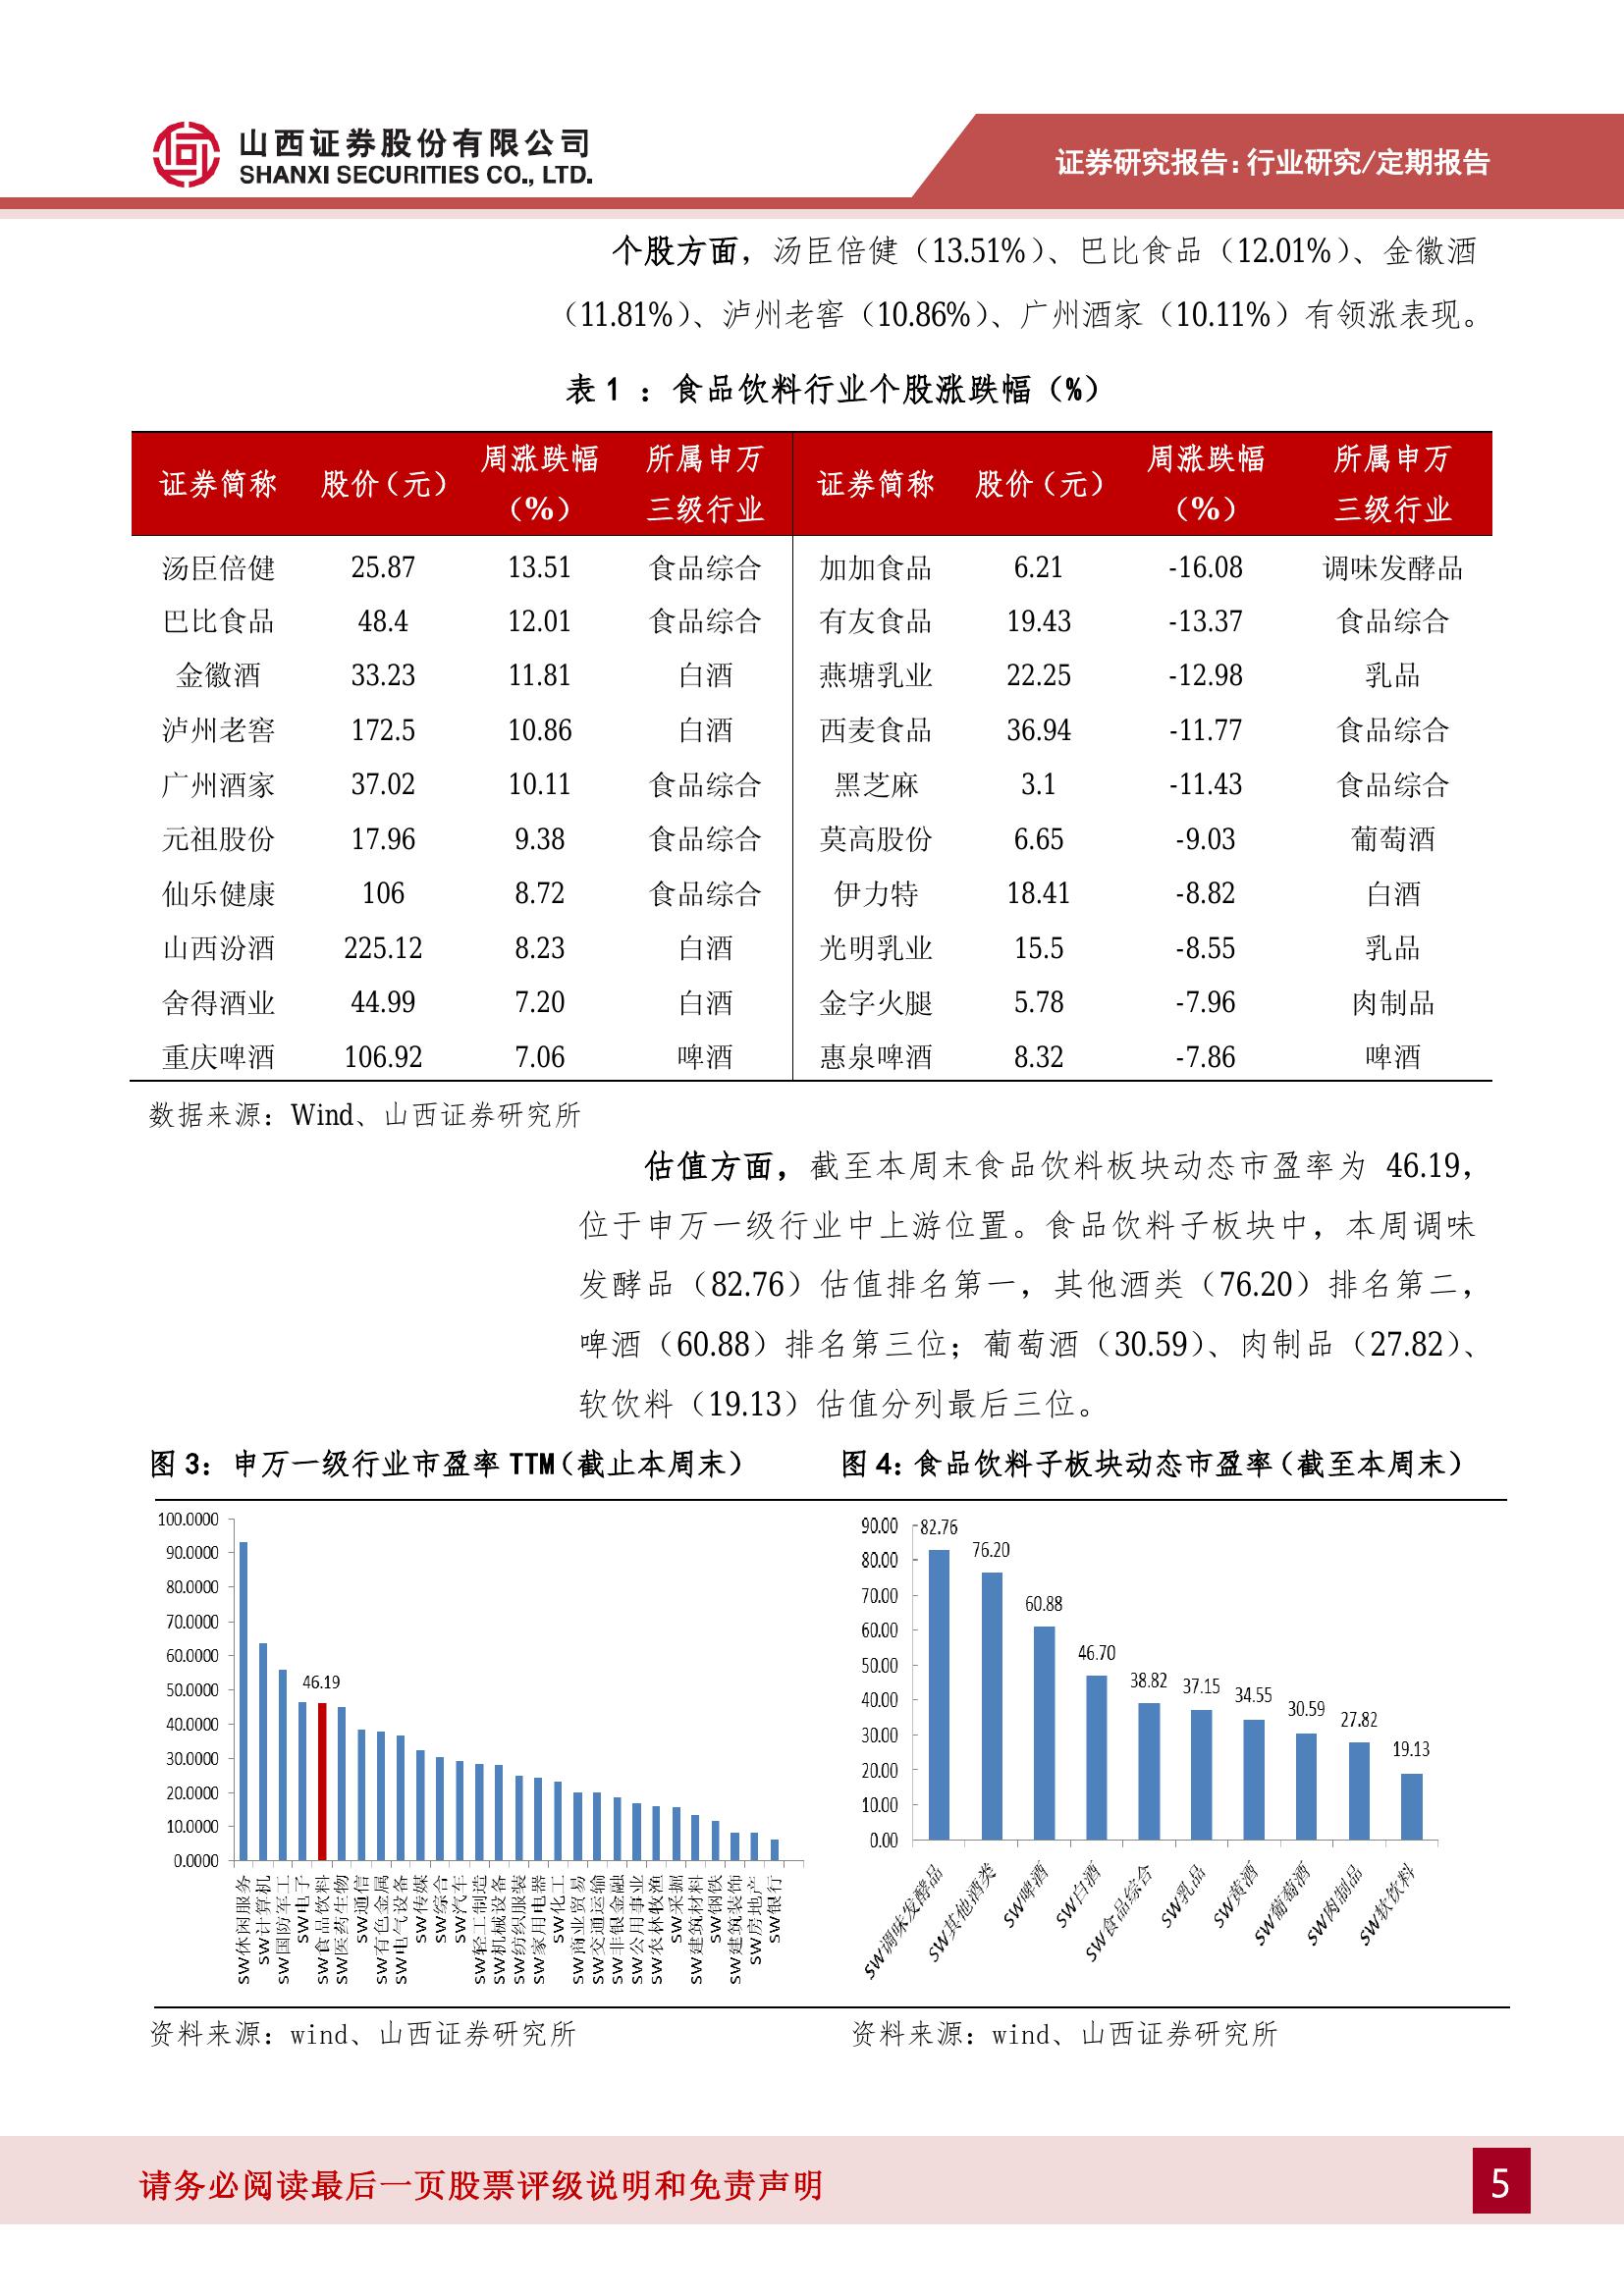 山西证券股份有限公司
SHANXI SECURITIES CO., LTD.
证券研究报告：行业研究/定期报告
个股方面，汤臣倍健（13.51%）、巴比食品（12.01%）、金徽酒
（11.81%）、泸州老窖（10.86%）、广州酒家（10.11%）有领涨表现。
表 1 ：食品饮料行业个股涨跌幅（%）
证券简称 股价（元） 周涨跌幅（%） 所属申万三级行业 证券简称 股价（元） 周涨跌幅（%） 所属申万三级行业
汤臣倍健 25.87 13.51 食品综合 加加食品 6.21 -16.08 调味发酵品
巴比食品 48.4 12.01 食品综合 有友食品 19.43 -13.37 食品综合
金徽酒 33.23 11.81 白酒 燕塘乳业 22.25 -12.98 乳品
泸州老窖 172.5 10.86 白酒 西麦食品 36.94 -11.77 食品综合
广州酒家 37.02 10.11 食品综合 黑芝麻 3.1 -11.43 食品综合
元祖股份 17.96 9.38 食品综合 莫高股份 6.65 -9.03 葡萄酒
仙乐健康 106 8.72 食品综合 伊力特 18.41 -8.82 白酒
山西汾酒 225.12 8.23 白酒 光明乳业 15.5 -8.55 乳品
舍得酒业 44.99 7.20 白酒 金字火腿 5.78 -7.96 肉制品
重庆啤酒 106.92 7.06 啤酒 惠泉啤酒 8.32 -7.86 啤酒
数据来源：Wind、山西证券研究所
估值方面，截至本周末食品饮料板块动态市盈率为 46.19，
位于申万一级行业中上游位置。食品饮料子板块中，本周调味
发酵品（82.76）估值排名第一，其他酒类（76.20）排名第二，
啤酒（60.88）排名第三位；葡萄酒（30.59）、肉制品（27.82）、
软饮料（19.13）估值分列最后三位。
图 3：申万一级行业市盈率 TTM（截止本周末）
100.0000
90.0000
80.0000
70.0000
60.0000
50.0000
40.0000
30.0000
20.0000
10.0000
0.0000
46.19
SW休闲服务
SW计算机
SW国防军工
SW电子
SW食品饮料
SW医药生物
SW通信
SW有色金属
SW电气设备
SW传媒
SW综合
SW汽车
SW轻工制造
SW机械设备
SW纺织服装
SW家用电器
SW化工
SW商业贸易
SW交通运输
SW非银金融
SW公用事业
SW农林牧渔
SW采掘
SW建筑材料
SW钢铁
SW建筑装饰
SW房地产
SW银行
资料来源：wind、山西证券研究所
图 4：食品饮料子板块动态市盈率（截至本周末）
90.00
80.00
70.00
60.00
50.00
40.00
30.00
20.00
10.00
0.00
82.76
76.20
60.88
46.70
38.82
37.15
34.55
30.59
27.82
19.13
SW调味发酵品
SW其他酒类
SW啤酒
SW白酒
SW食品综合
SW乳品
SW黄酒
SW葡萄酒
SW肉制品
SW软饮料
资料来源：wind、山西证券研究所
请务必阅读最后一页股票评级说明和免责声明
5